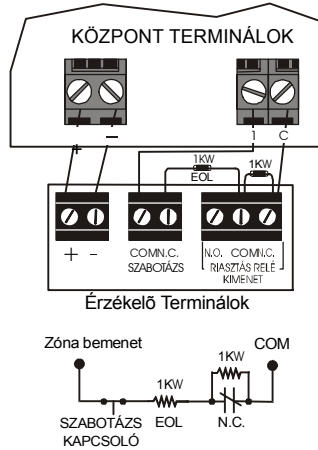 KÖZPONT TERMINÁLOK
+ – 1 C
1KW 1KW
EOL
+ - COMN.C. N.O. COMN.C.
SZABOTÁZS RIASZTÁS RELÉ
KIMENET
Érzékelõ Terminálok
Zóna bemenet COM
1KW
1KW
SZABOTÁZS EOL N.C.
KAPCSOLÓ